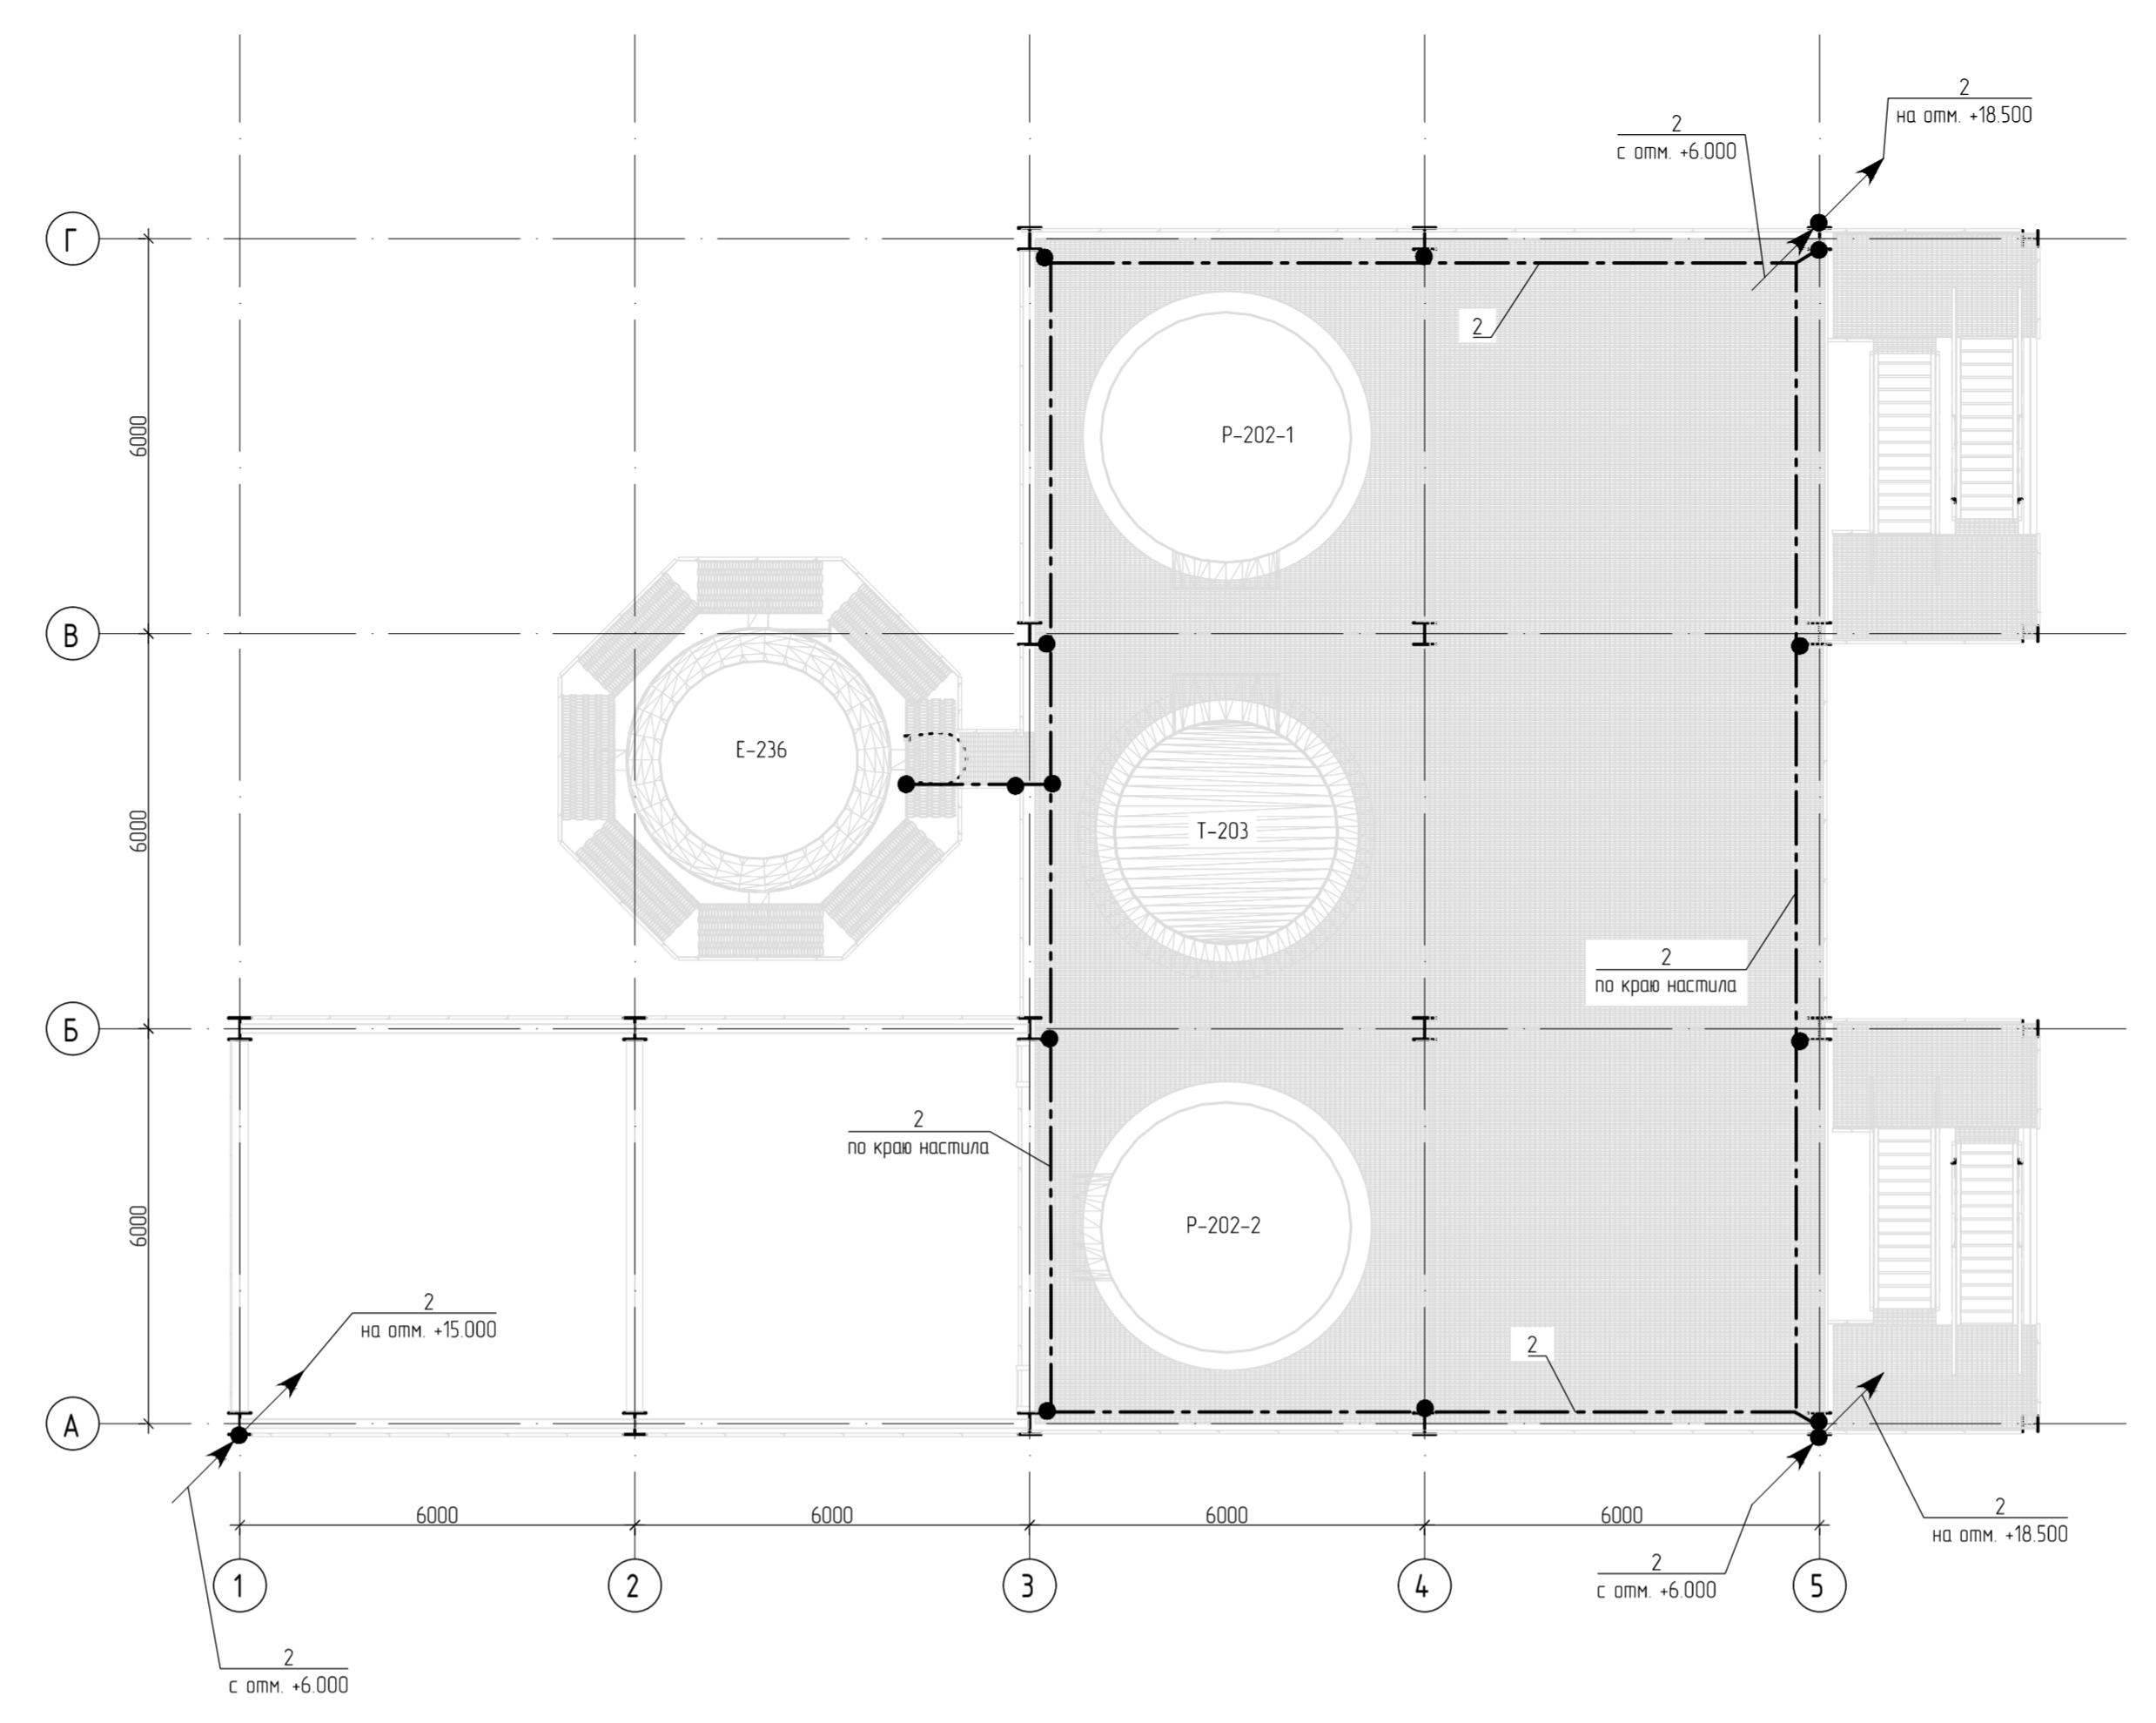 2
на отм. +18.500
2
с отм. +6.000
Г
2
6000
Р-202-1
В
Е-236
6000
Т-203
2
по краю настила
Б
2
по краю настила
6000
Р-202-2
2
на отм. +15.000
2
А
6000
6000
6000
6000
2
на отм. +18.500
2
с отм. +6.000
1
2
3
4
5
2
с отм. +6.000